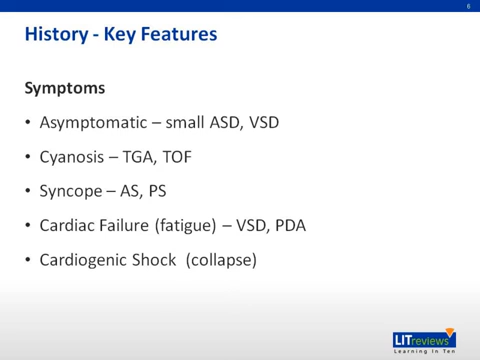 6
History - Key Features
Symptoms
• Asymptomatic – small ASD, VSD
• Cyanosis – TGA, TOF
• Syncope – AS, PS
• Cardiac Failure (fatigue) – VSD, PDA
• Cardiogenic Shock (collapse)
LITreviews
Learning In Ten